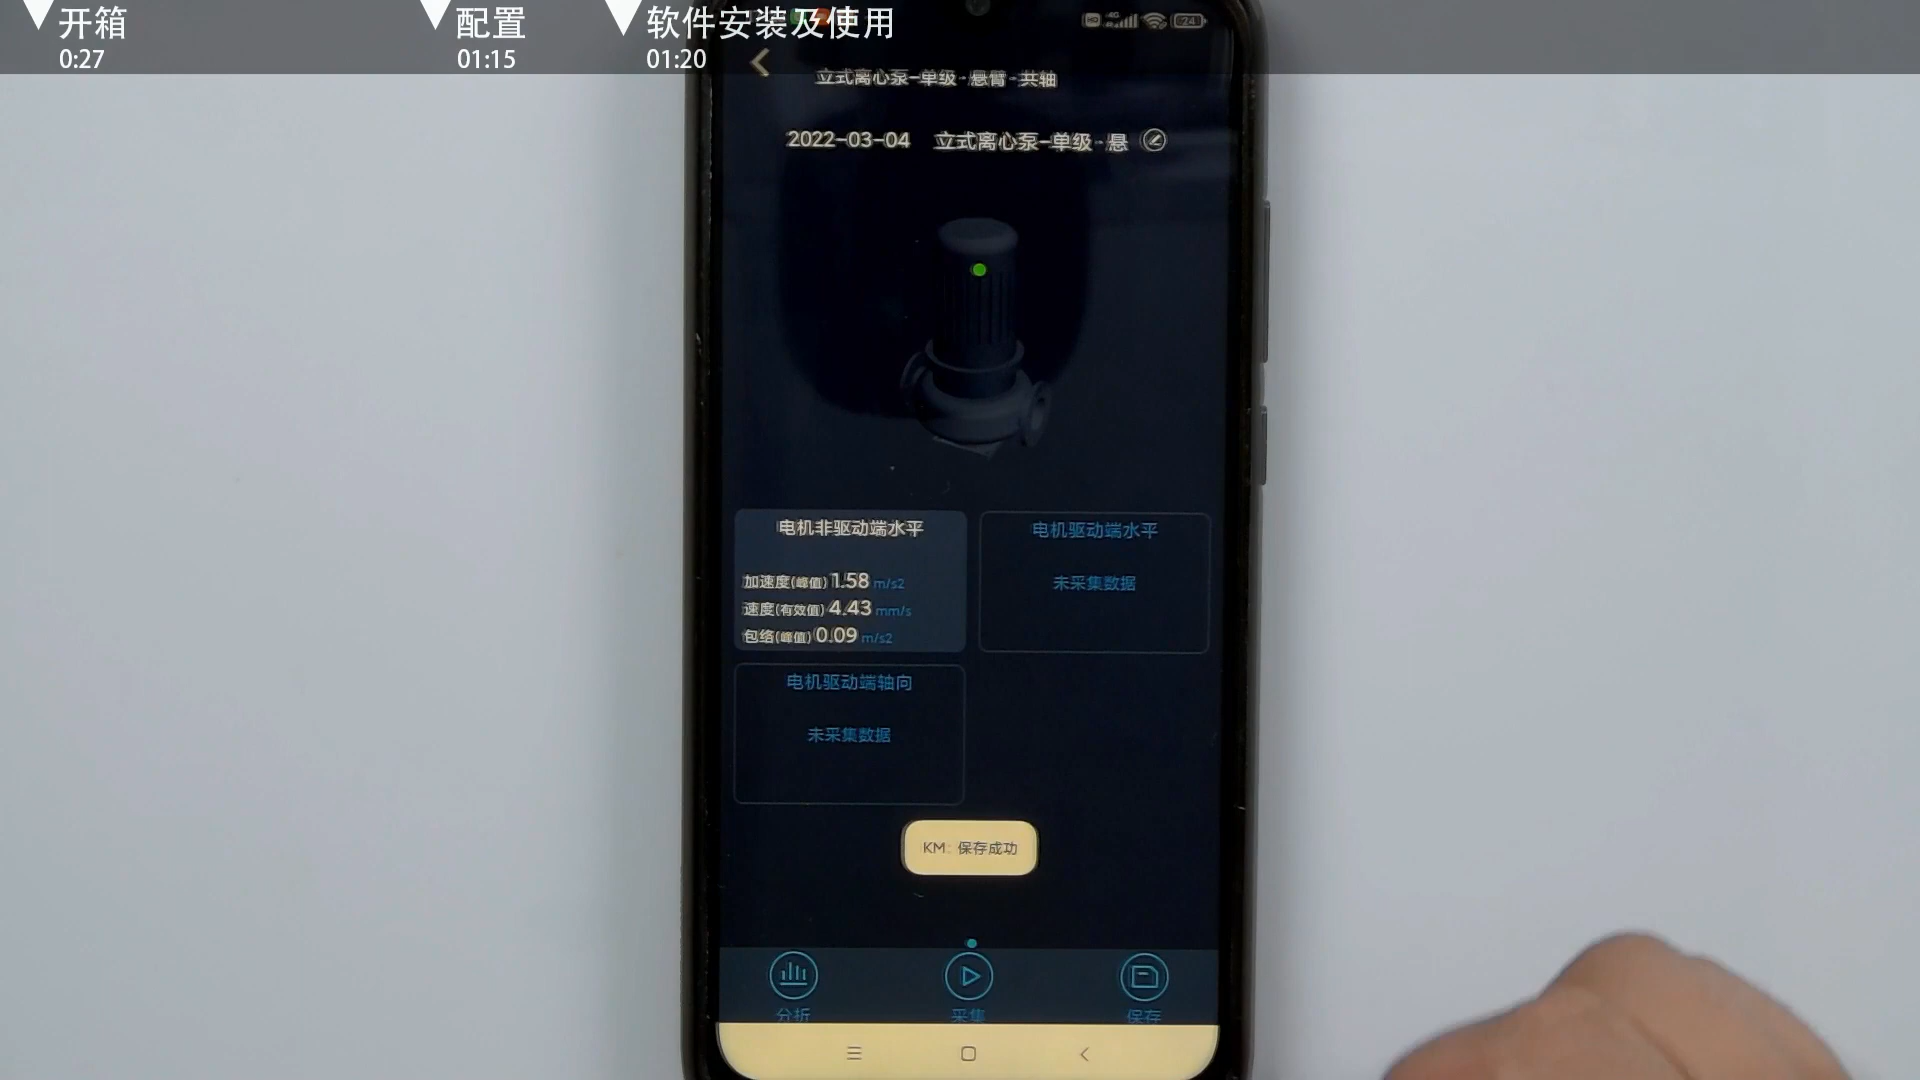 开箱
0:27
配置
01:15
软件安装及使用
01:20
HD 4G 24
立式离心泵-单级-悬臂-共轴
2022-03-04 立式离心泵-单级-悬
电机非驱动端水平
加速度(峰值) 1.58 m/s2
速度(有效值) 4.43 mm/s
包络(峰值) 0.09 m/s2
电机驱动端水平
未采集数据
电机驱动端轴向
未采集数据
KM: 保存成功
分析
采集
保存